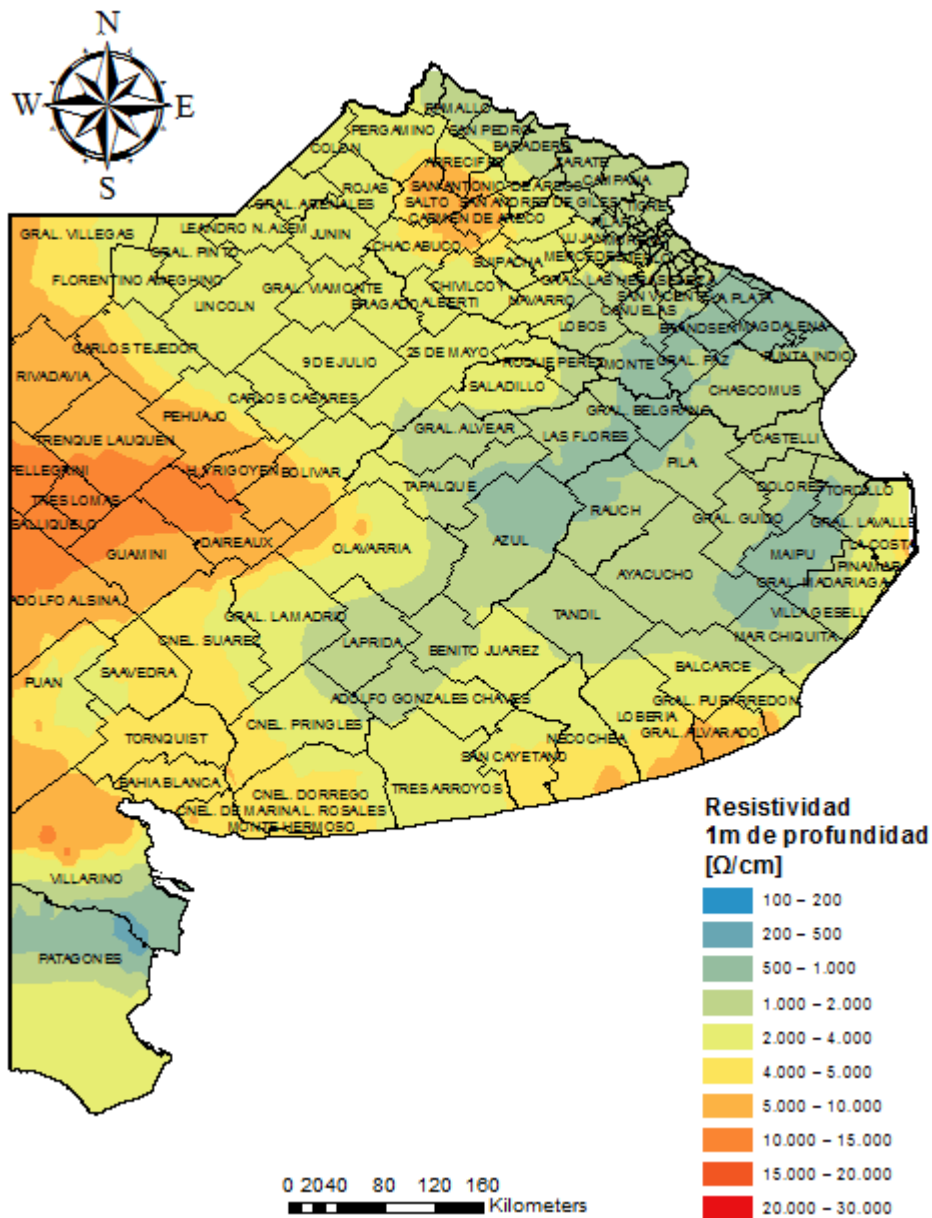 N
W E
S
RAMALLO
PERGAMINO SAN PEDRO
COLON BARADERO
ARRECIFES ZARATE
ROJAS SAN ANTONIO DE ARECO CAMPANA
GRAL. ARENALES SALTO SAN ANDRES DE GILES TIGRE
CARMEN DE ARECO PILAR
GRAL. VILLEGAS LEANDRO N. ALEM JUNIN LUJAN
GRAL. PINTO CHACABUCO MERCEDES
SUIPACHA
FLORENTINO AMEGHINO GRAL. VIAMONTE CHIVILCOY GRAL. LAS HERAS
LINCOLN BRAGADO ALBERTI NAVARRO SAN VICENTE LA PLATA
CAÑUELAS
LOBOS BRANDSEN MAGDALENA
CARLOS TEJEDOR 9 DE JULIO 25 DE MAYO ROQUE PEREZ MONTE GRAL. PAZ PUNTA INDIO
RIVADAVIA SALADILLO CHASCOMUS
CARLOS CASARES
PEHUAJO GRAL. BELGRANO
GRAL. ALVEAR LAS FLORES CASTELLI
TRENQUE LAUQUEN
PELLEGRINI H. YRIGOYEN BOLIVAR PILA
TAPALQUE DOLORES TORDILLO
TRES LOMAS RAUCH
SALLIQUELO GRAL. GUIDO GRAL. LAVALLE
GUAMINI DAIREAUX OLAVARRIA AZUL LA COSTA
MAIPU PINAMAR
AYACUCHO GRAL. MADARIAGA
ADOLFO ALSINA
GRAL. LAMADRID TANDIL VILLA GESELL
CNEL. SUAREZ LAPRIDA MAR CHIQUITA
BENITO JUAREZ
SAAVEDRA BALCARCE
PUAN
ADOLFO GONZALES CHAVES GRAL. PUEYRREDON
CNEL. PRINGLES LOBERIA
TORNQUIST NECOCHEA GRAL. ALVARADO
SAN CAYETANO
BAHIA BLANCA
CNEL. DORREGO TRES ARROYOS
CNEL. DE MARINA L. ROSALES
MONTE HERMOSO
VILLARINO
PATAGONES
Resistividad
1m de profundidad
[Ω/cm]
100 – 200
200 – 500
500 – 1.000
1.000 – 2.000
2.000 – 4.000
4.000 – 5.000
5.000 – 10.000
10.000 – 15.000
15.000 – 20.000
20.000 – 30.000
0 20 40 80 120 160
Kilometers